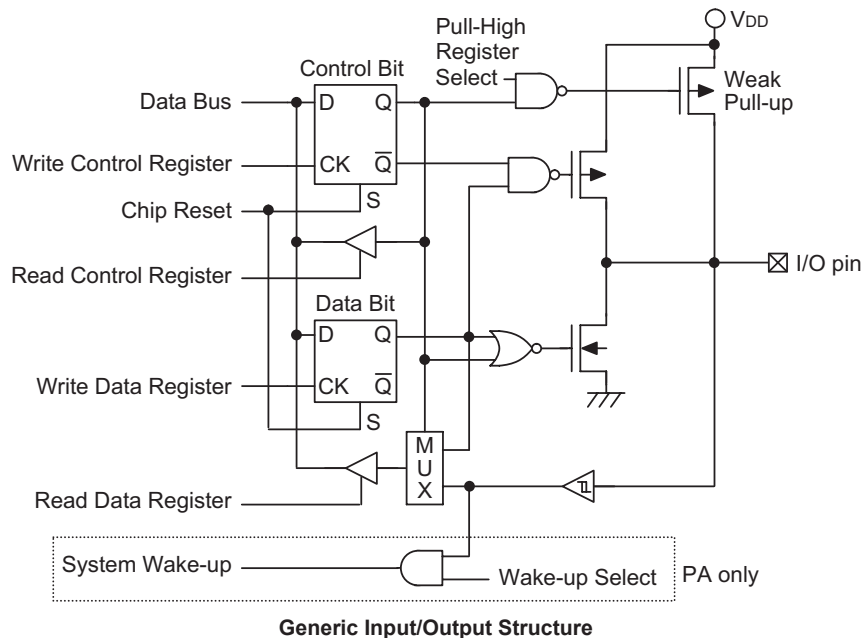 Pull-High
Register
Select
VDD
Control Bit
Weak
Pull-up
Data Bus
D
Q
Write Control Register
CK
Q
Chip Reset
S
Read Control Register
I/O pin
Data Bit
D
Q
Write Data Register
CK
Q
S
M
U
X
Read Data Register
System Wake-up
Wake-up Select
PA only
Generic Input/Output Structure